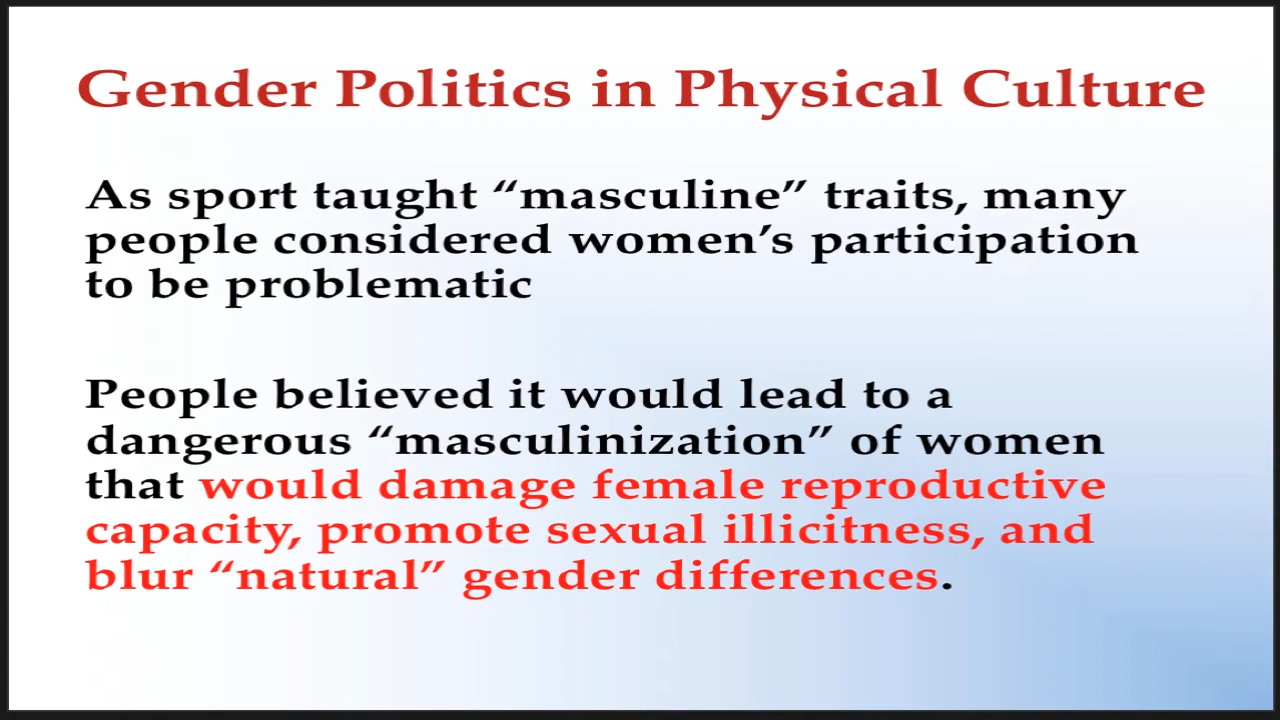 Gender Politics in Physical Culture
As sport taught “masculine” traits, many
people considered women’s participation
to be problematic
People believed it would lead to a
dangerous “masculinization” of women
that would damage female reproductive
capacity, promote sexual illicitness, and
blur “natural” gender differences.